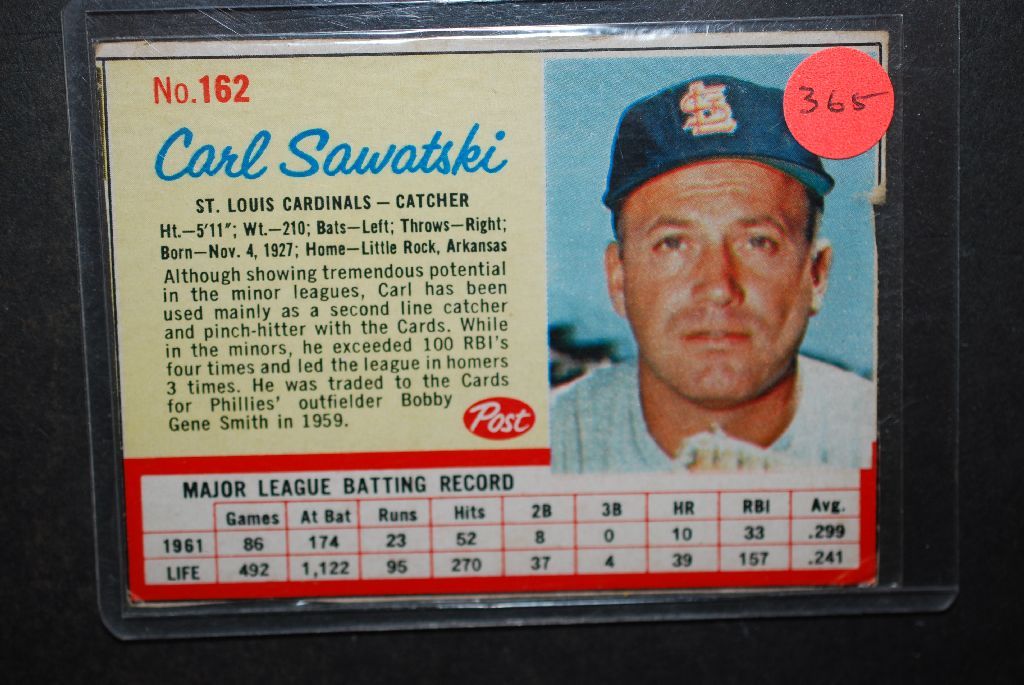 No.162
365
Carl Sawatski
ST. LOUIS CARDINALS – CATCHER
Ht.—5'11"; Wt.—210; Bats—Left; Throws—Right;
Born—Nov. 4, 1927; Home—Little Rock, Arkansas
Although showing tremendous potential
in the minor leagues, Carl has been
used mainly as a second line catcher
and pinch-hitter with the Cards. While
in the minors, he exceeded 100 RBI's
four times and led the league in homers
3 times. He was traded to the Cards
for Phillies' outfielder Bobby
Gene Smith in 1959.
Post
MAJOR LEAGUE BATTING RECORD
Games At Bat Runs Hits 2B 3B HR RBI Avg.
1961 86 174 23 52 8 0 10 33 .299
LIFE 492 1,122 95 270 37 4 39 157 .241
StL